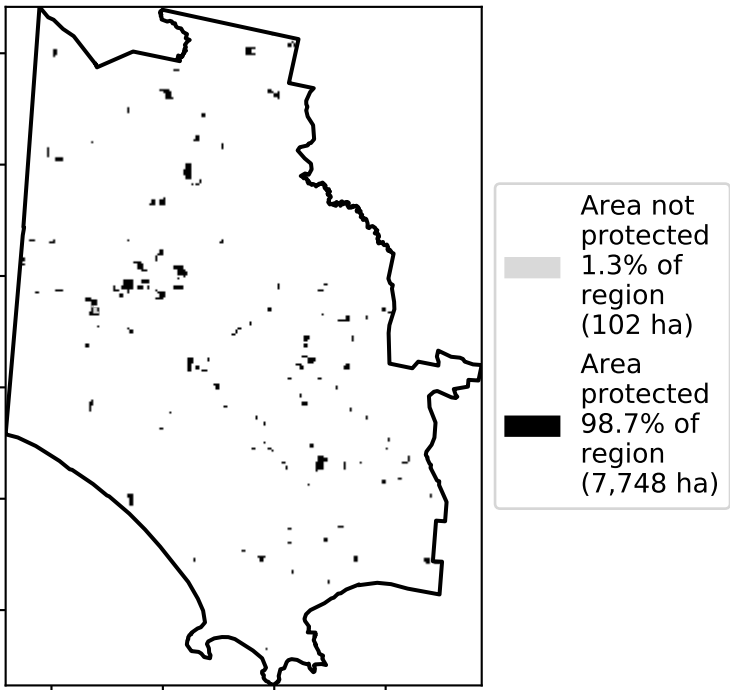 Area not
protected
1.3% of
region
(102 ha)
Area
protected
98.7% of
region
(7,748 ha)